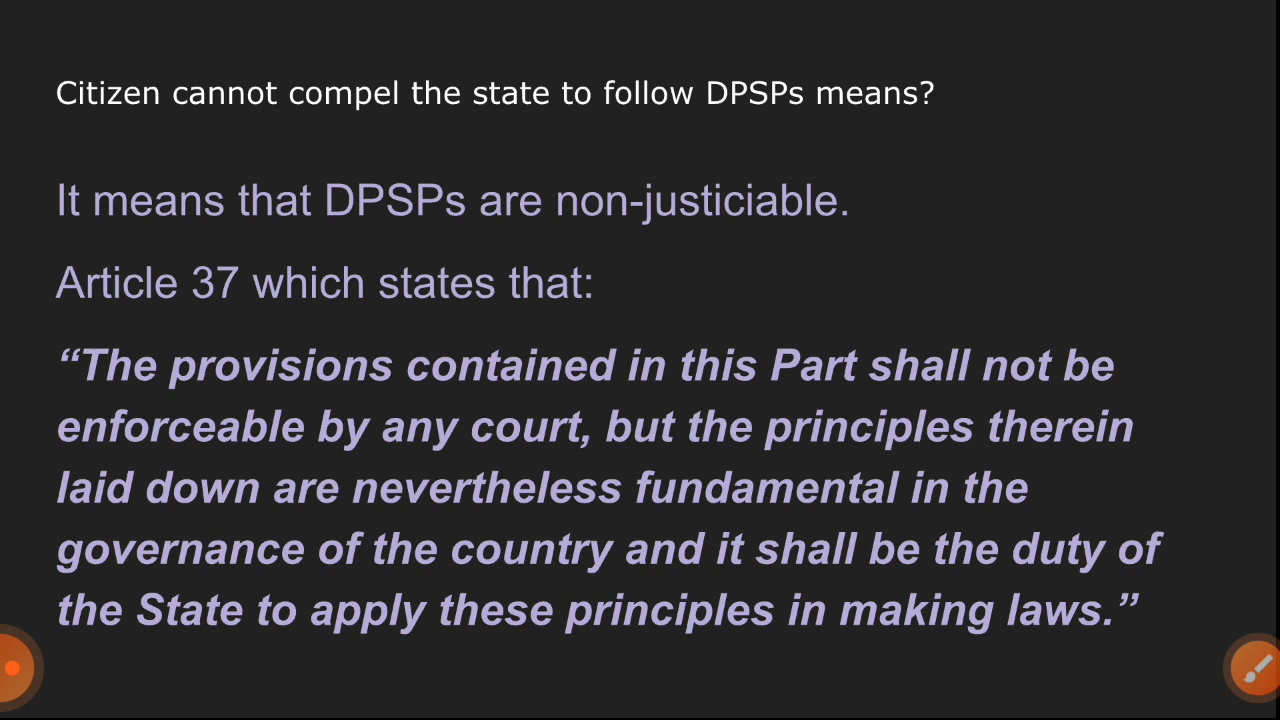 Citizen cannot compel the state to follow DPSPs means?
It means that DPSPs are non-justiciable.
Article 37 which states that:
“The provisions contained in this Part shall not be
enforceable by any court, but the principles therein
laid down are nevertheless fundamental in the
governance of the country and it shall be the duty of
the State to apply these principles in making laws.”